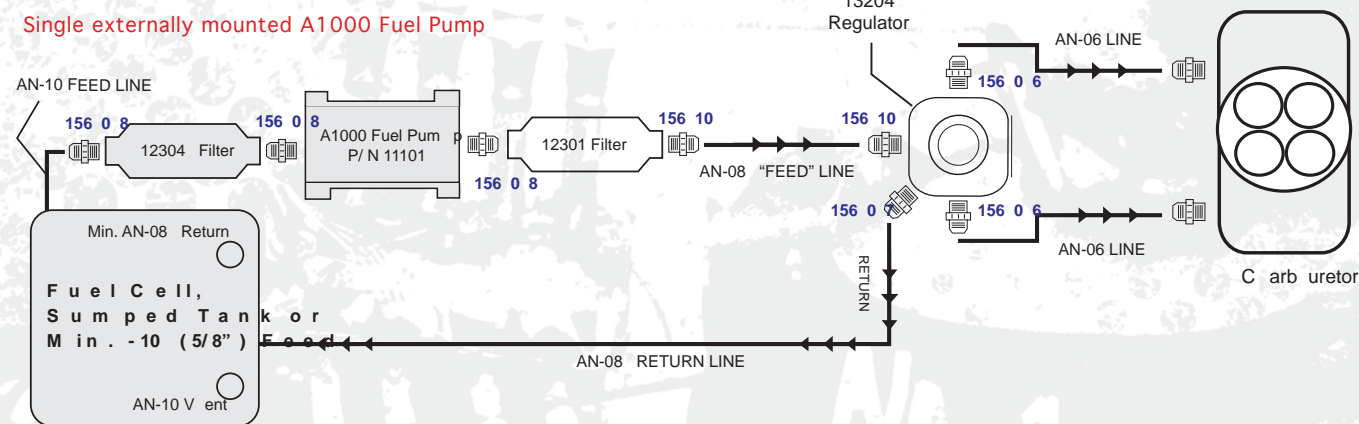 13204
Regulator
Single externally mounted A1000 Fuel Pump
AN-06 LINE
AN-10 FEED LINE
156 0 6
156 0 8
156 0 8
156 10
156 10
A1000 Fuel Pum p
P/ N 11101
12304 Filter
12301 Filter
AN-08 "FEED" LINE
156 0 8
156 0 7
156 0 6
Min. AN-08 Return
AN-06 LINE
RETURN
C arb uretor
F u e l C e l l ,
S u m p e d T a n k o r
M i n . - 10 ( 5/ 8" ) F e e d
AN-08 RETURN LINE
AN-10 V ent